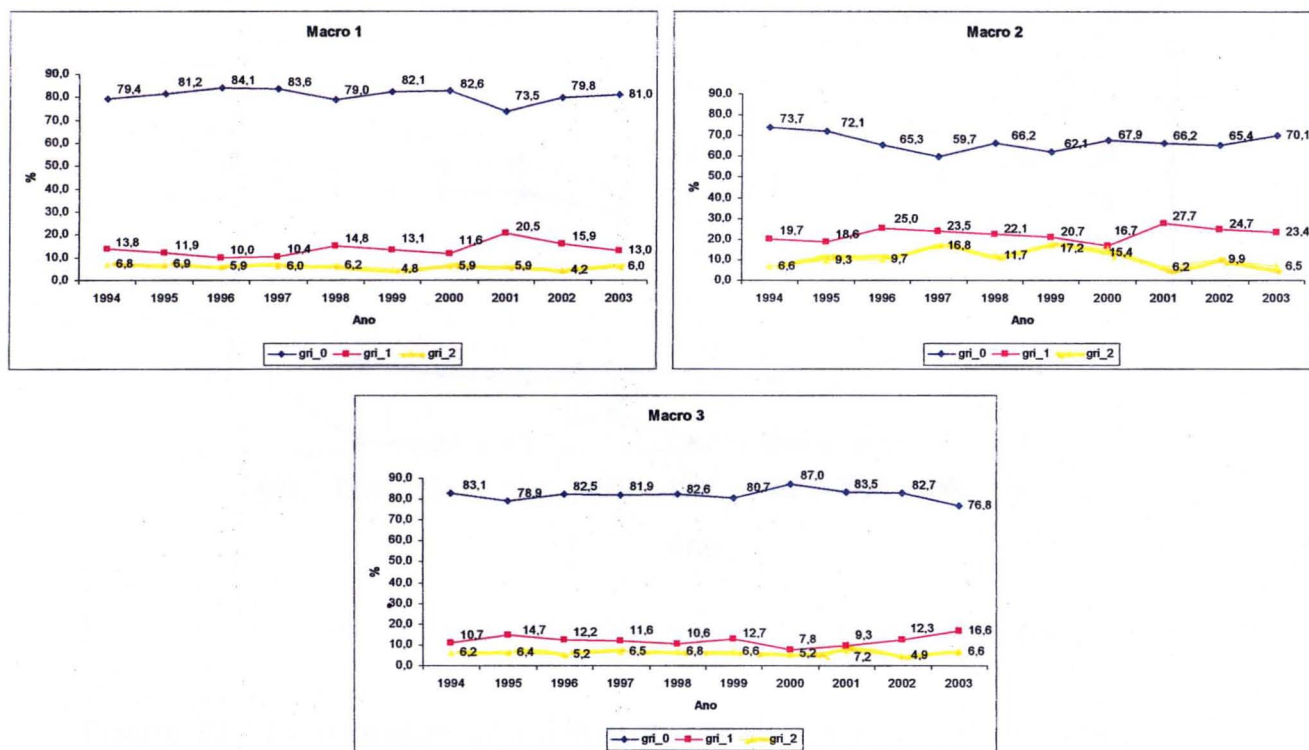 Macro 1
90,0
80,0
70,0
60,0
50,0
40,0
30,0
20,0
10,0
0,0
%
79,4 81,2 84,1 83,6 79,0 82,1 82,6 73,5 79,8 81,0
13,8 11,9 10,0 10,4 14,8 13,1 11,6 20,5 15,9 13,0
6,8 6,9 5,9 6,0 6,2 4,8 5,9 5,9 4,2 6,0
1994 1995 1996 1997 1998 1999 2000 2001 2002 2003
Ano
gri_0 gri_1 gri_2
Macro 2
90,0
80,0
70,0
60,0
50,0
40,0
30,0
20,0
10,0
0,0
%
73,7 72,1 65,3 59,7 66,2 62,1 67,9 66,2 65,4 70,1
19,7 18,6 25,0 23,5 22,1 20,7 16,7 27,7 24,7 23,4
6,6 9,3 9,7 16,8 11,7 17,2 15,4 6,2 9,9 6,5
1994 1995 1996 1997 1998 1999 2000 2001 2002 2003
Ano
gri_0 gri_1 gri_2
Macro 3
90,0
80,0
70,0
60,0
50,0
40,0
30,0
20,0
10,0
0,0
%
83,1 78,9 82,5 81,9 82,6 80,7 87,0 83,5 82,7 76,8
10,7 14,7 12,2 11,6 10,6 12,7 7,8 9,3 12,3 16,6
6,2 6,4 5,2 6,5 6,8 6,6 5,2 7,2 4,9 6,6
1994 1995 1996 1997 1998 1999 2000 2001 2002 2003
Ano
gri_0 gri_1 gri_2